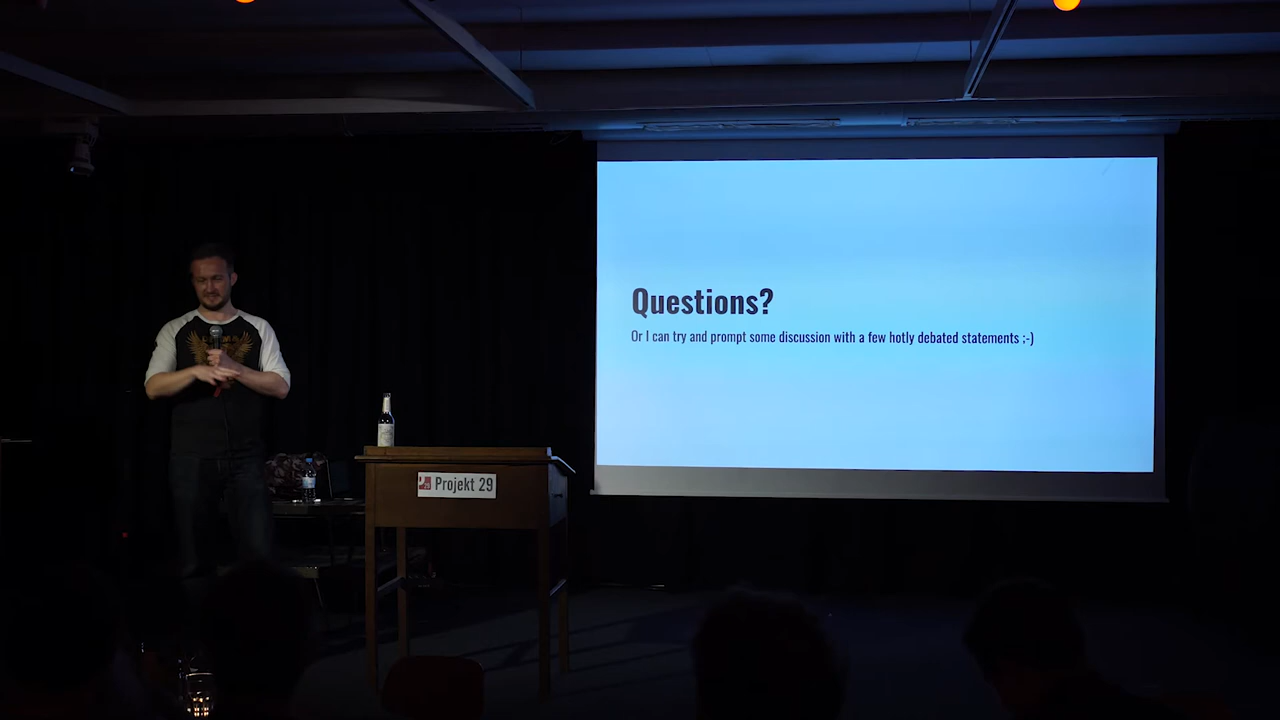 Questions?
Or I can try and prompt some discussion with a few hotly debated statements ;-)
Projekt 29